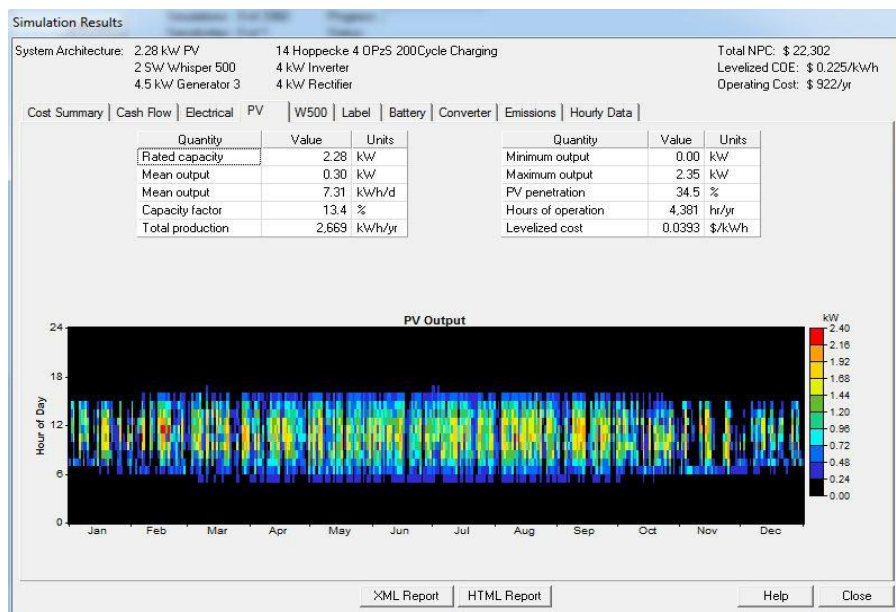 Simulation Results
System Architecture: 2.28 kW PV 14 Hoppecke 4 OPzS 200Cycle Charging Total NPC: $ 22,302
2 SW Whisper 500 4 kW Inverter Levelized COE: $ 0.225/kWh
4.5 kW Generator 3 4 kW Rectifier Operating Cost: $ 922/yr
Cost Summary Cash Flow Electrical PV W500 Label Battery Converter Emissions Hourly Data
Quantity Value Units Quantity Value Units
Rated capacity 2.28 kW Minimum output 0.00 kW
Mean output 0.30 kW Maximum output 2.35 kW
Mean output 7.31 kWh/d PV penetration 34.5 %
Capacity factor 13.4 % Hours of operation 4,381 hr/yr
Total production 2,669 kWh/yr Levelized cost 0.0393 $/kWh
PV Output
kW
24
18
12
6
0
Hour of Day
Jan Feb Mar Apr May Jun Jul Aug Sep Oct Nov Dec
2.40
2.16
1.92
1.68
1.44
1.20
0.96
0.72
0.48
0.24
0.00
XML Report HTML Report Help Close